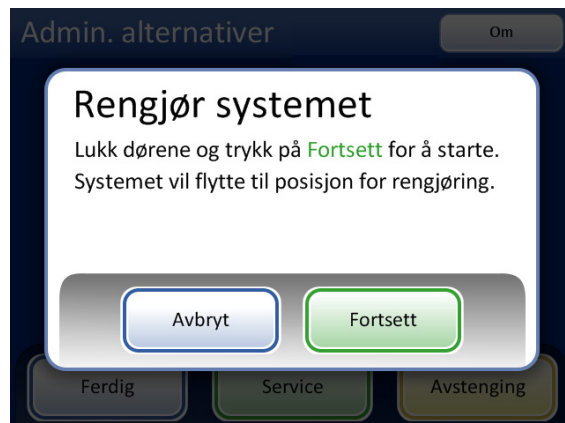 Admin. alternativer
Om
Rengjør systemet
Lukk dørene og trykk på Fortsett for å starte.
Systemet vil flytte til posisjon for rengjøring.
Avbryt
Fortsett
Ferdig
Service
Avstenging